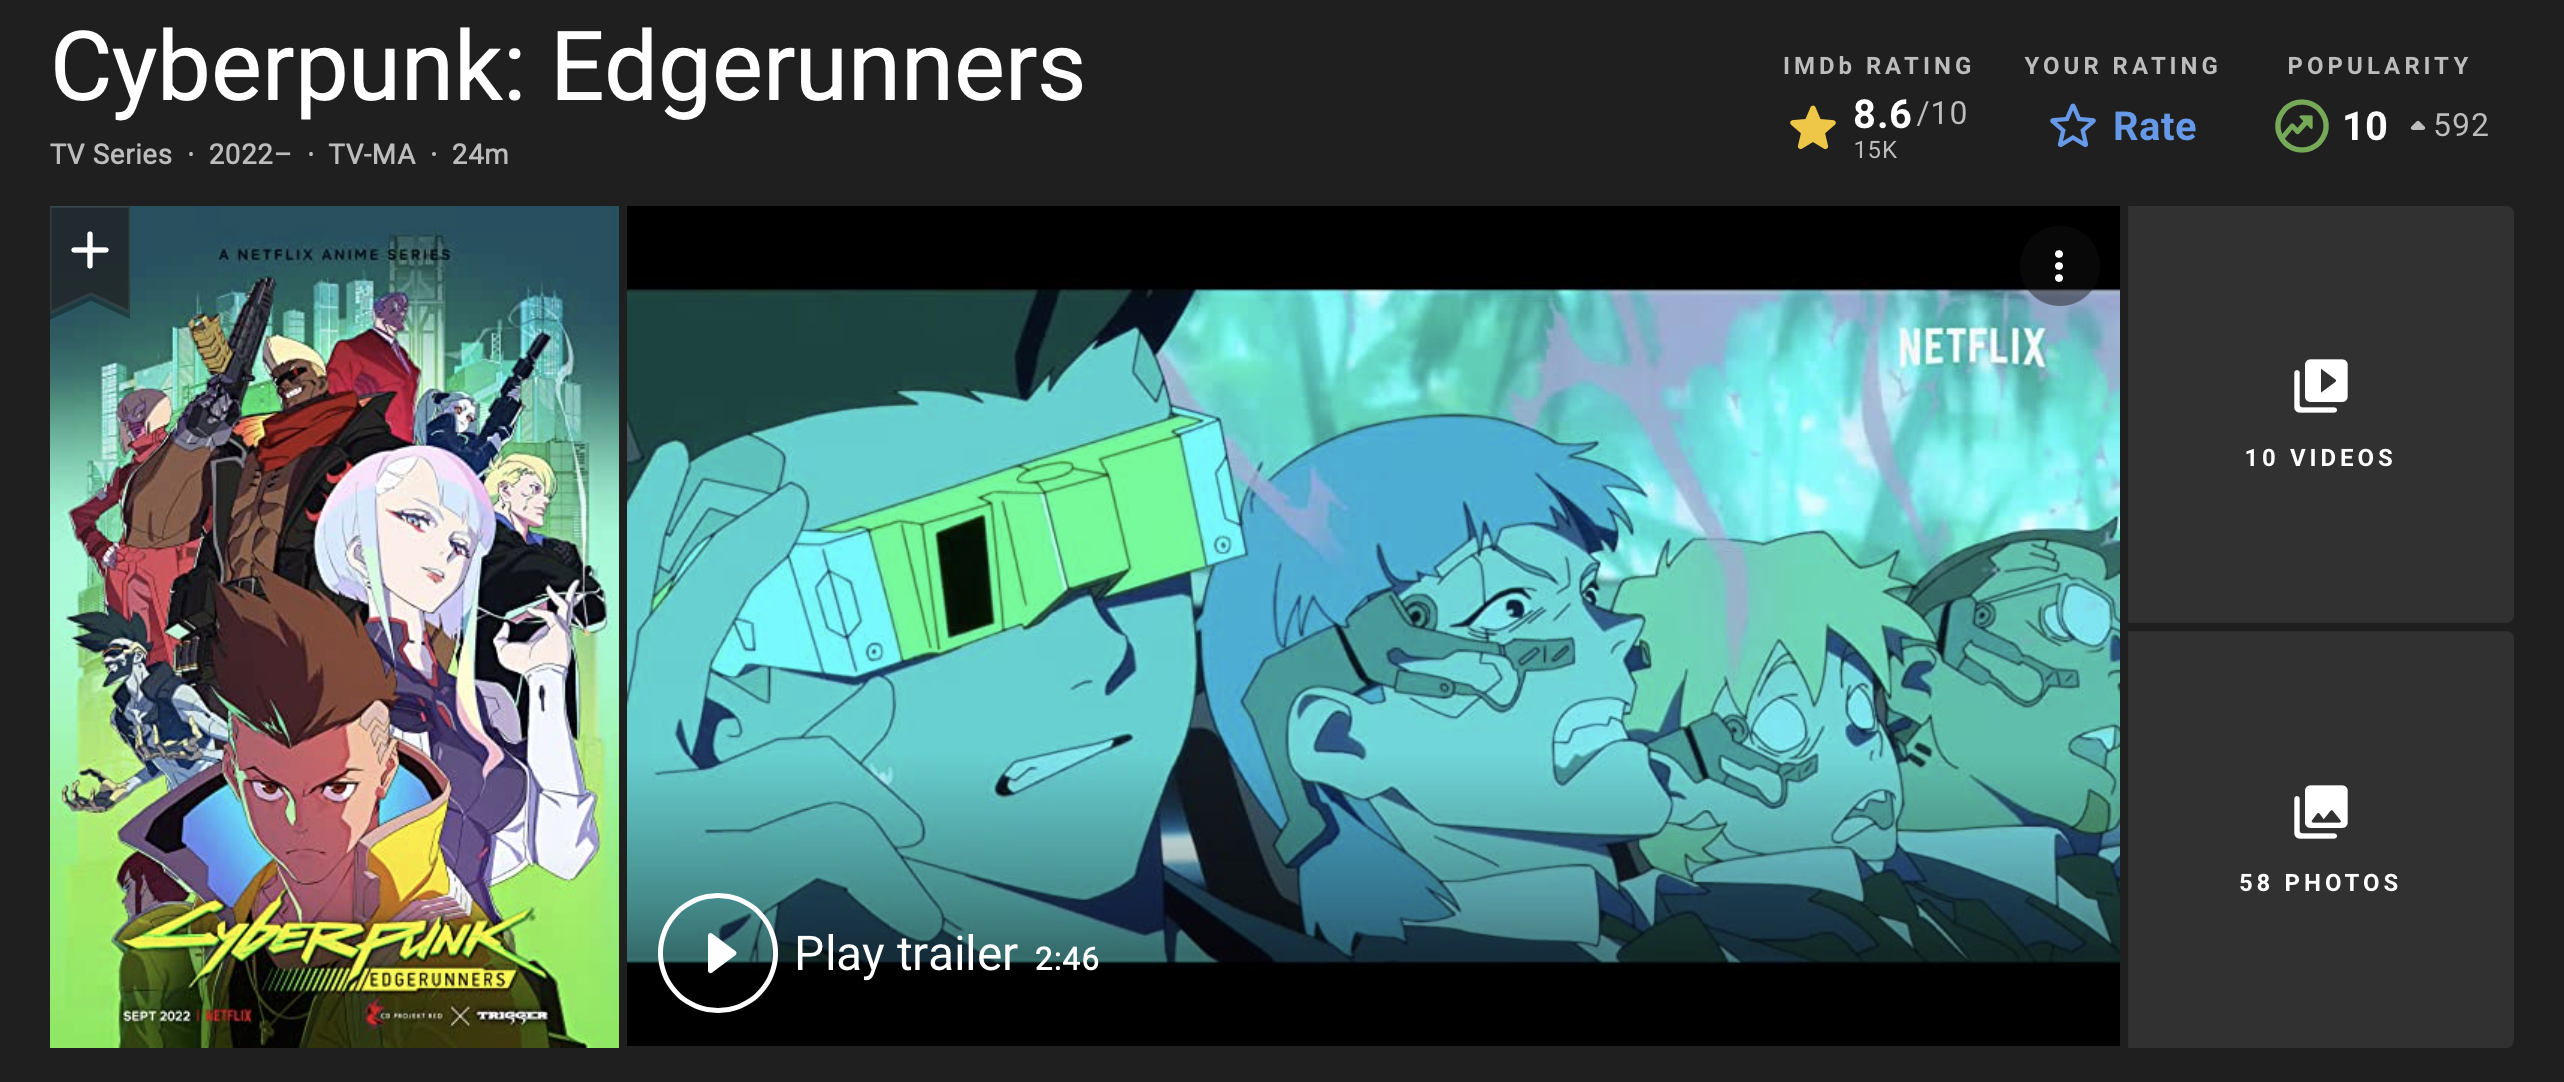 Cyberpunk: Edgerunners
TV Series · 2022– · TV-MA · 24m
IMDb RATING
8.6/10
15K
YOUR RATING
Rate
POPULARITY
10 592
A NETFLIX ANIME SERIES
CYBERPUNK
EDGERUNNERS
SEPT 2022 | NETFLIX
CD PROJEKT RED X TRIGGER
NETFLIX
Play trailer 2:46
10 VIDEOS
58 PHOTOS